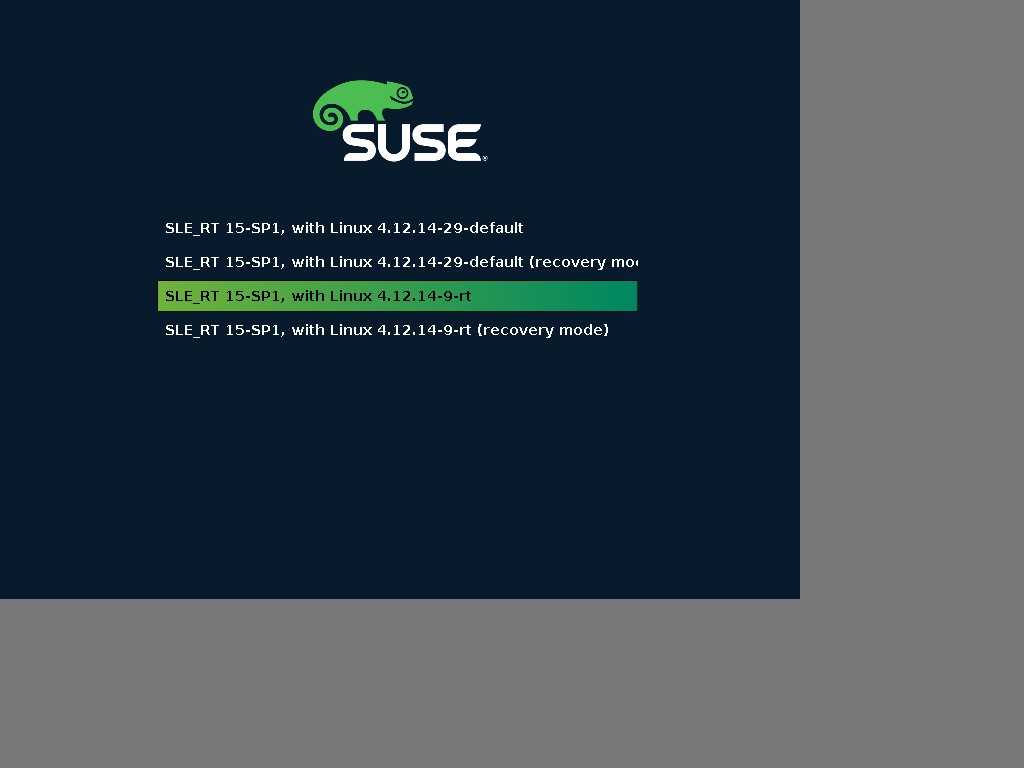 SUSE®
SLE_RT 15-SP1, with Linux 4.12.14-29-default
SLE_RT 15-SP1, with Linux 4.12.14-29-default (recovery
SLE_RT 15-SP1, with Linux 4.12.14-9-rt
SLE_RT 15-SP1, with Linux 4.12.14-9-rt (recovery mode)